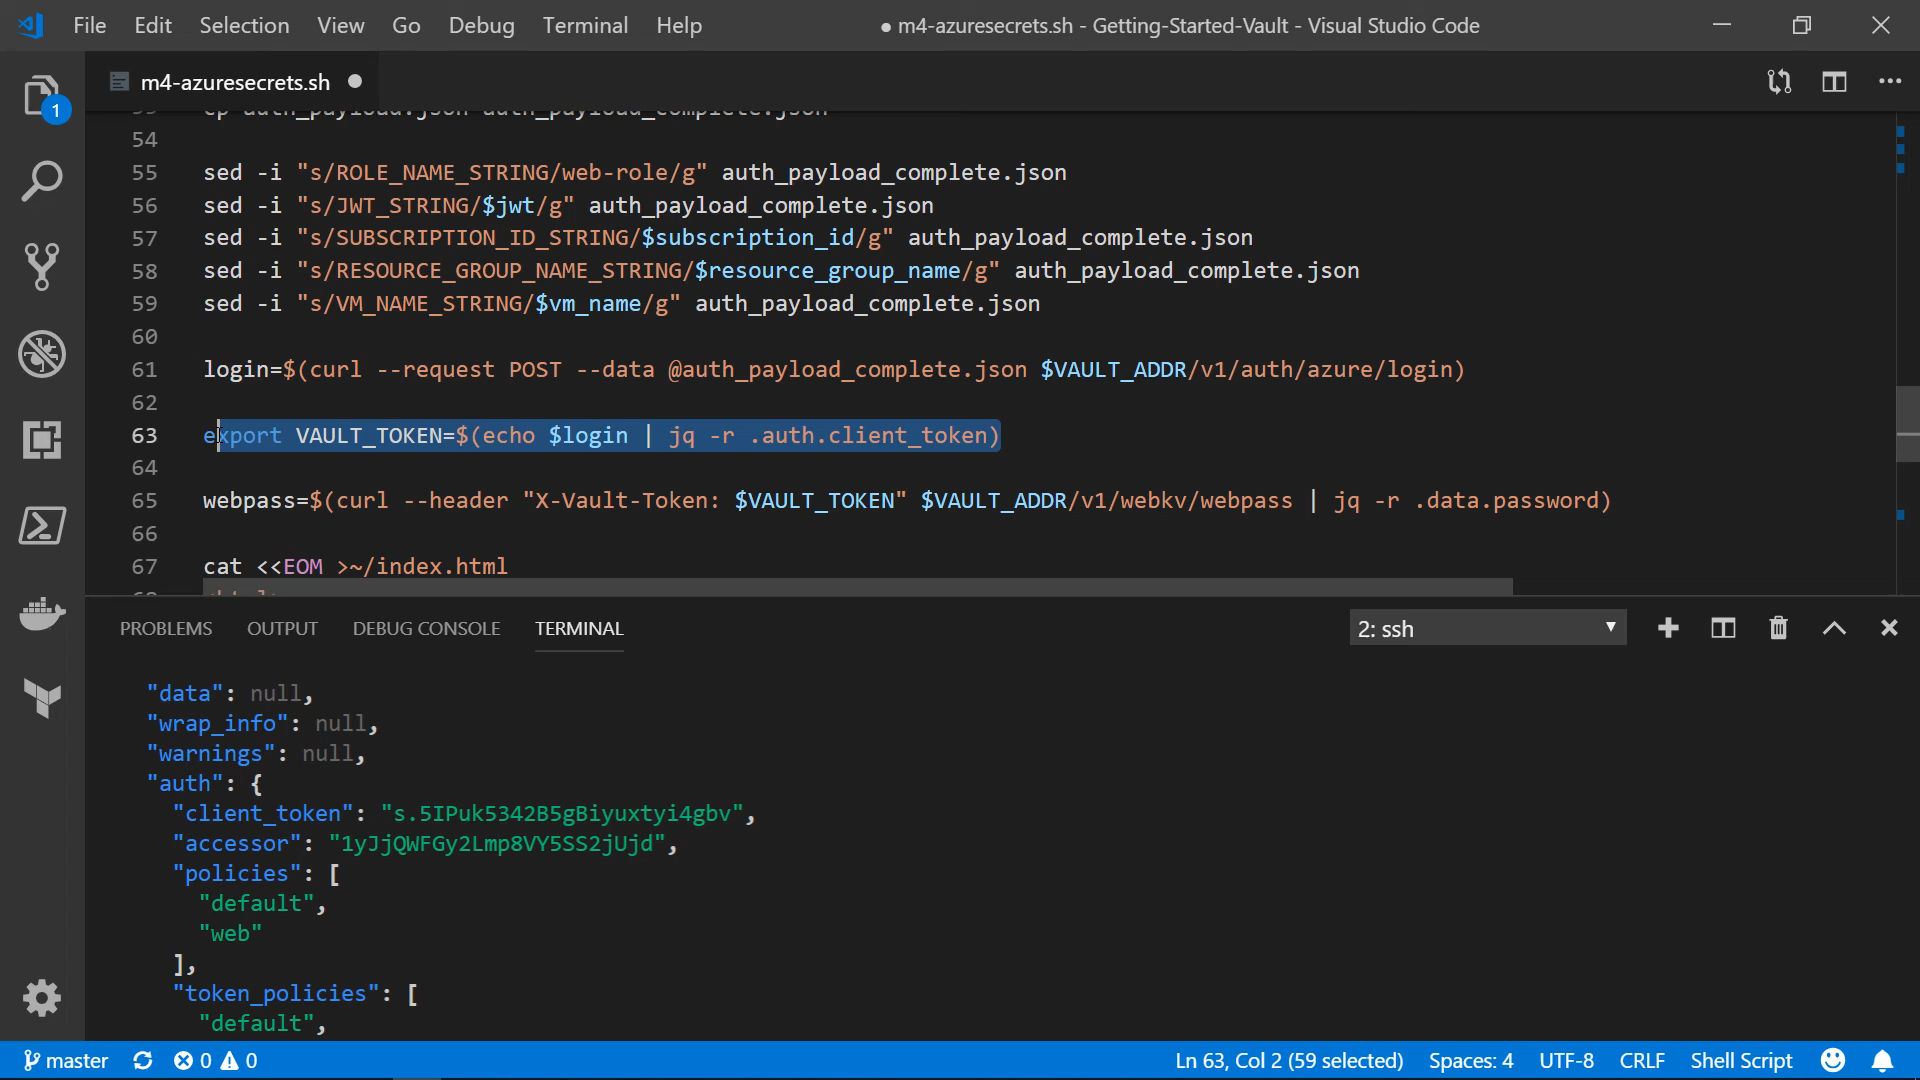 File Edit Selection View Go Debug Terminal Help
● m4-azuresecrets.sh - Getting-Started-Vault - Visual Studio Code
1
m4-azuresecrets.sh
54
55 sed -i "s/ROLE_NAME_STRING/web-role/g" auth_payload_complete.json
56 sed -i "s/JWT_STRING/$jwt/g" auth_payload_complete.json
57 sed -i "s/SUBSCRIPTION_ID_STRING/$subscription_id/g" auth_payload_complete.json
58 sed -i "s/RESOURCE_GROUP_NAME_STRING/$resource_group_name/g" auth_payload_complete.json
59 sed -i "s/VM_NAME_STRING/$vm_name/g" auth_payload_complete.json
60
61 login=$(curl --request POST --data @auth_payload_complete.json $VAULT_ADDR/v1/auth/azure/login)
62
63 export VAULT_TOKEN=$(echo $login | jq -r .auth.client_token)
64
65 webpass=$(curl --header "X-Vault-Token: $VAULT_TOKEN" $VAULT_ADDR/v1/webkv/webpass | jq -r .data.password)
66
67 cat <<EOM >~/index.html
PROBLEMS OUTPUT DEBUG CONSOLE TERMINAL
2: ssh
"data": null,
"wrap_info": null,
"warnings": null,
"auth": {
"client_token": "s.5IPuk5342B5gBiyuxtyi4gbv",
"accessor": "1yJjQWFGy2Lmp8VY5SS2jUjd",
"policies": [
"default",
"web"
],
"token_policies": [
"default",
master 0 0
Ln 63, Col 2 (59 selected) Spaces: 4 UTF-8 CRLF Shell Script